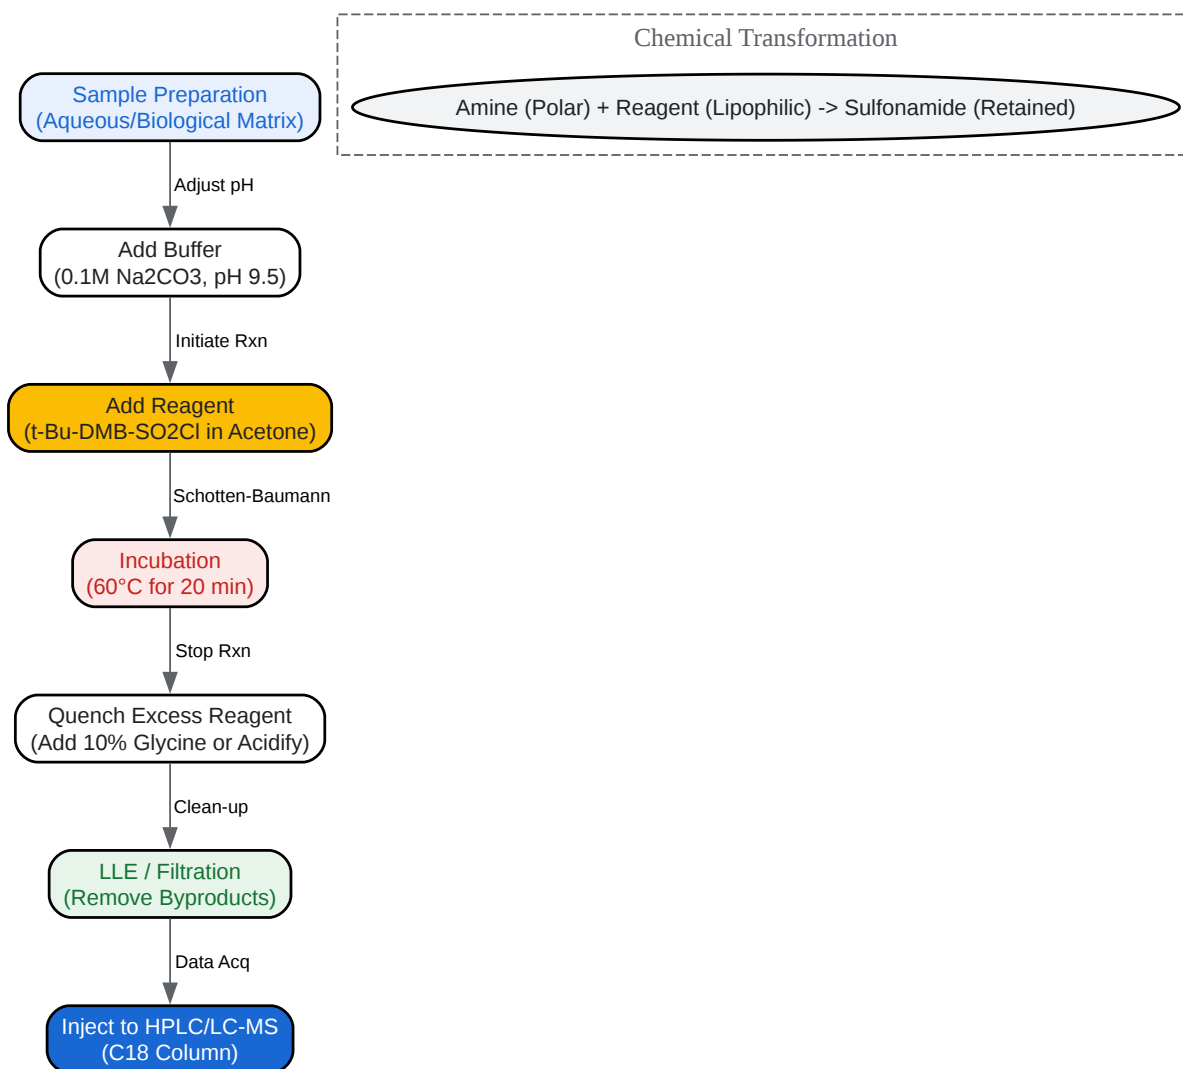 Chemical Transformation
Amine (Polar) + Reagent (Lipophilic) -> Sulfonamide (Retained)
Sample Preparation
(Aqueous/Biological Matrix)
Adjust pH
Add Buffer
(0.1M Na2CO3, pH 9.5)
Initiate Rxn
Add Reagent
(t-Bu-DMB-SO2Cl in Acetone)
Schotten-Baumann
Incubation
(60°C for 20 min)
Stop Rxn
Quench Excess Reagent
(Add 10% Glycine or Acidify)
Clean-up
LLE / Filtration
(Remove Byproducts)
Data Acq
Inject to HPLC/LC-MS
(C18 Column)